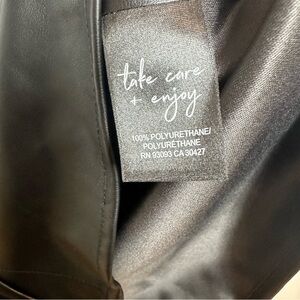 take care
+ enjoy
100% POLYURETHANE/
POLYURÉTHANE
RN 93093 CA 30427